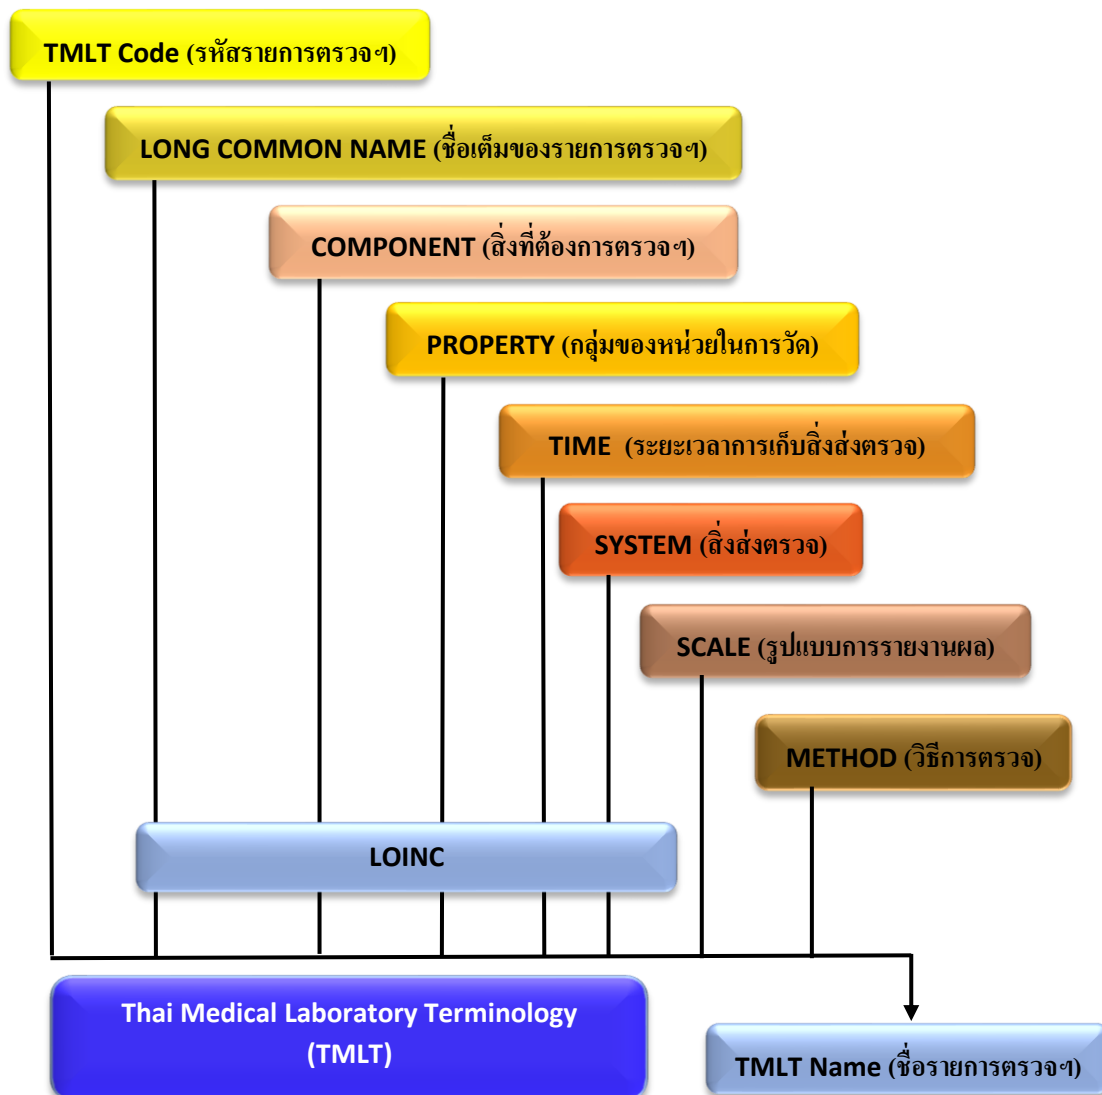 TMLT Code (รหัสรายการตรวจฯ)
LONG COMMON NAME (ชื่อเต็มของรายการตรวจฯ)
COMPONENT (สิ่งที่ต้องการตรวจฯ)
PROPERTY (กลุ่มของหน่วยในการวัด)
TIME (ระยะเวลาการเก็บสิ่งส่งตรวจ)
SYSTEM (สิ่งส่งตรวจ)
SCALE (รูปแบบการรายงานผล)
METHOD (วิธีการตรวจ)
LOINC
Thai Medical Laboratory Terminology
(TMLT)
TMLT Name (ชื่อรายการตรวจฯ)